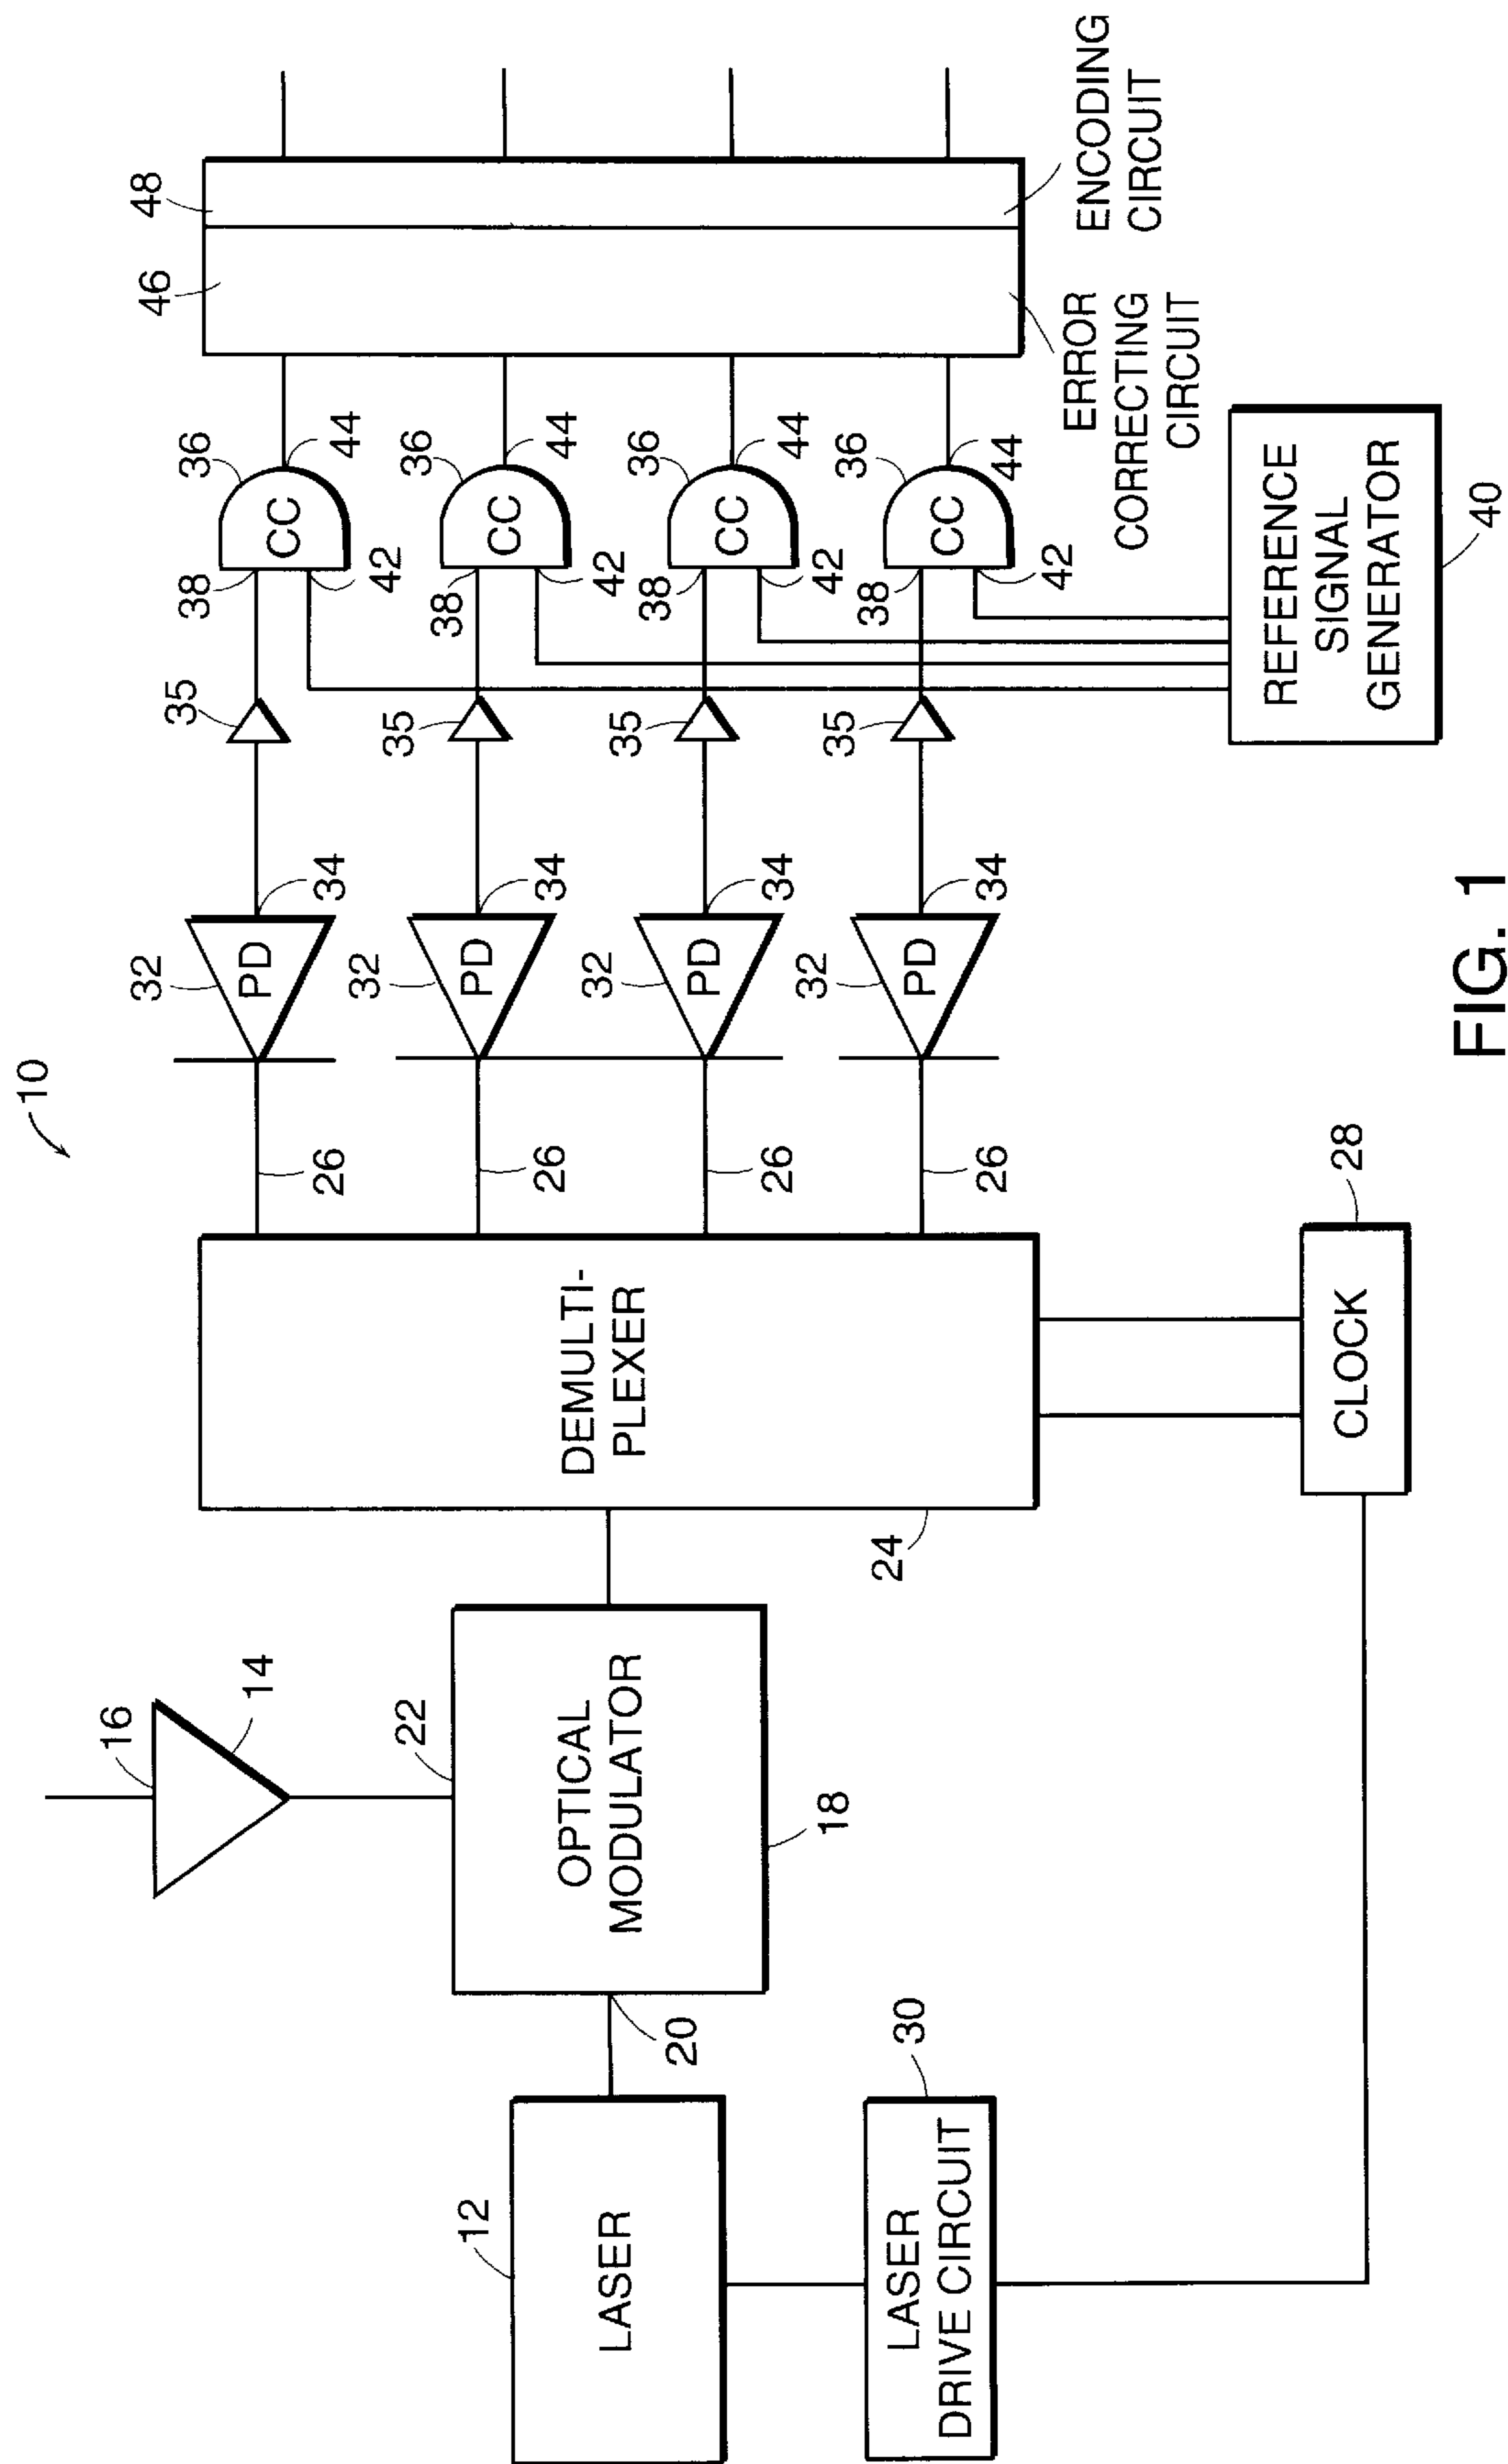 10
16
14
22
12
LASER
20
OPTICAL
MODULATOR
18
LASER
DRIVE CIRCUIT
30
24
DEMULTI-
PLEXER
CLOCK
28
26
26
26
26
32
PD
34
32
PD
34
32
PD
34
32
PD
34
35
35
35
35
38
36
CC
42
44
38
36
CC
42
44
38
36
CC
42
44
38
36
CC
42
44
REFERENCE
SIGNAL
GENERATOR
40
46
48
ERROR
CORRECTING
CIRCUIT
ENCODING
CIRCUIT
FIG. 1